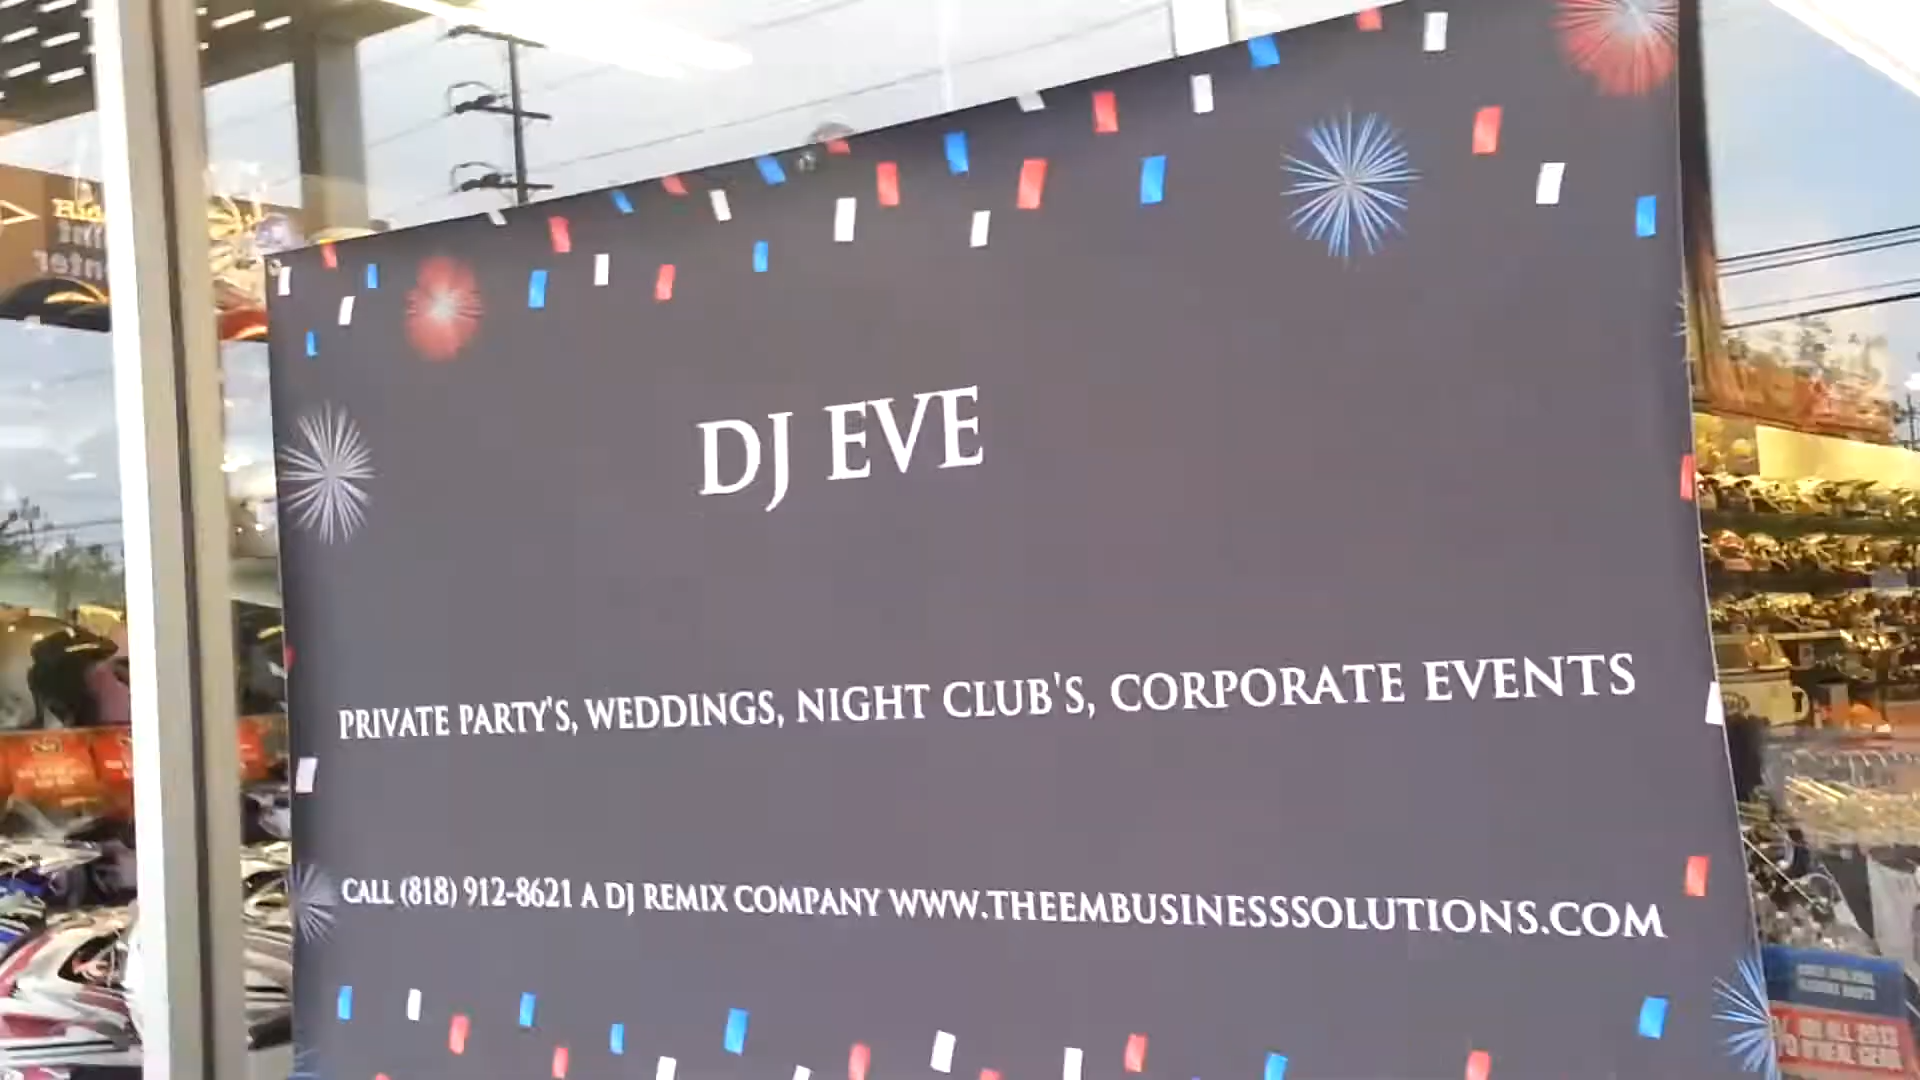 DJ EVE
PRIVATE PARTY'S, WEDDINGS, NIGHT CLUB'S, CORPORATE EVENTS
CALL (818) 912-8621 A DJ REMIX COMPANY WWW.THEEMBUSINESSSOLUTIONS.COM